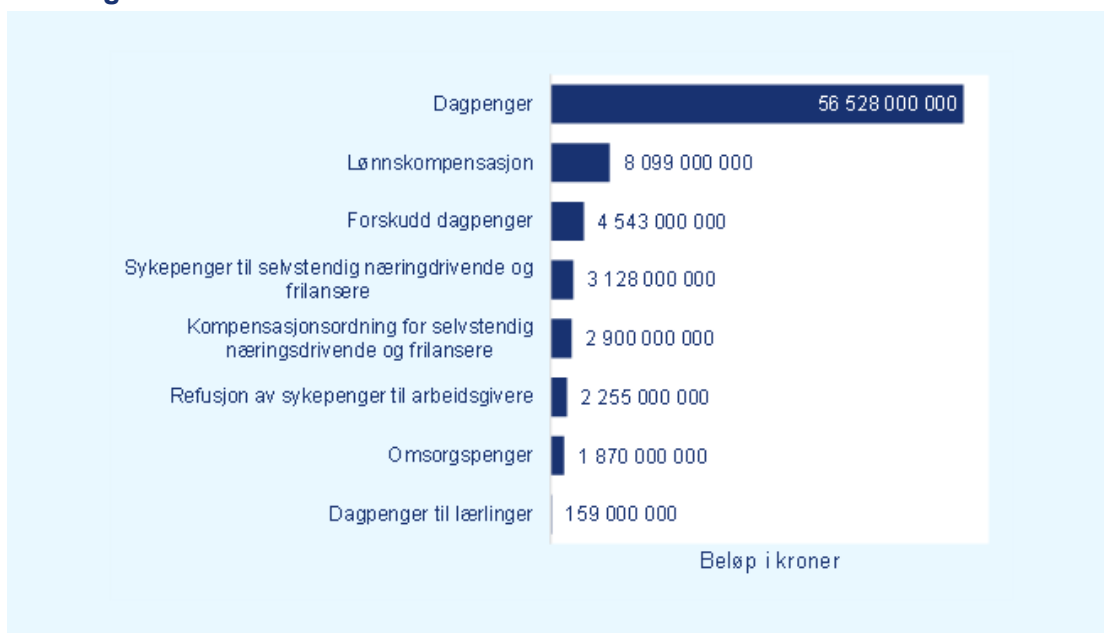 Dagpenger 56 528 000 000
Lønnskompensasjon 8 099 000 000
Forskudd dagpenger 4 543 000 000
Sykepenger til selvstendig næringdrivende og
frilansere 3 128 000 000
Kompensasjonsordning for selvstendig
næringsdrivende og frilansere 2 900 000 000
Refusjon av sykepenger til arbeidsgivere 2 255 000 000
Omsorgspenger 1 870 000 000
Dagpenger til lærlinger 159 000 000
Beløp i kroner